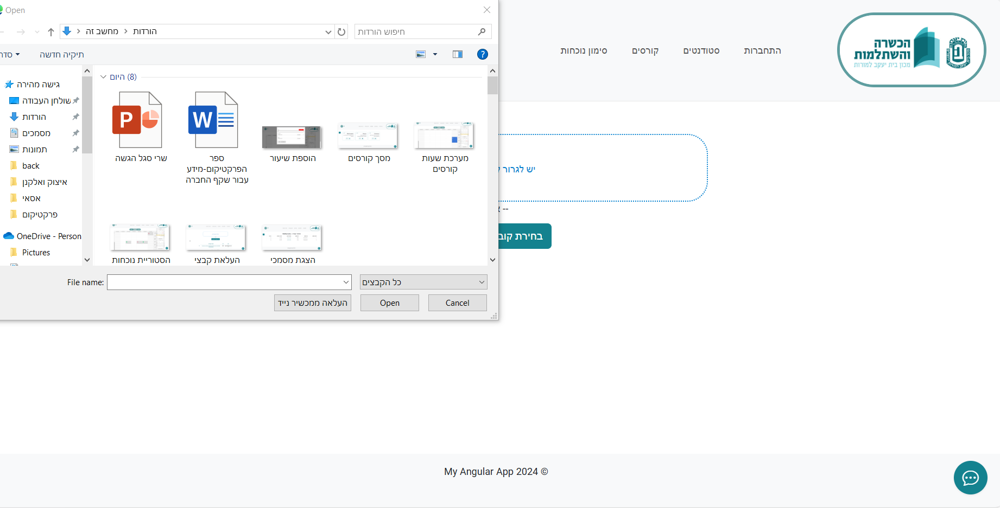 Open
הורדות
מחשב זה
חיפוש הורדות
תיקיה חדשה
היום (8)
גישה מהירה
שולחן העבודה
הורדות
מסמכים
תמונות
back
איצוק ואלקנן
אסאי
פרקטיקום
OneDrive - Person
Pictures
P
W
שרי סגל הגשה
ספר
הפרקטיקום-מידע
עבור שקף החברה
הוספת שיעור
מסך קורסים
מערכת שעות
קורסים
הסטוריית נוכחות
העלאת קבצי
הצגת מסמכי
File name:
כל הקבצים
העלאה ממכשיר נייד
Open
Cancel
הכשרה
והשתלמות
מכון בית יעקב למורות
התחברות
סטודנטים
קורסים
סימון נוכחות
יש לגרור
--
בחירת קוב
My Angular App 2024 ©